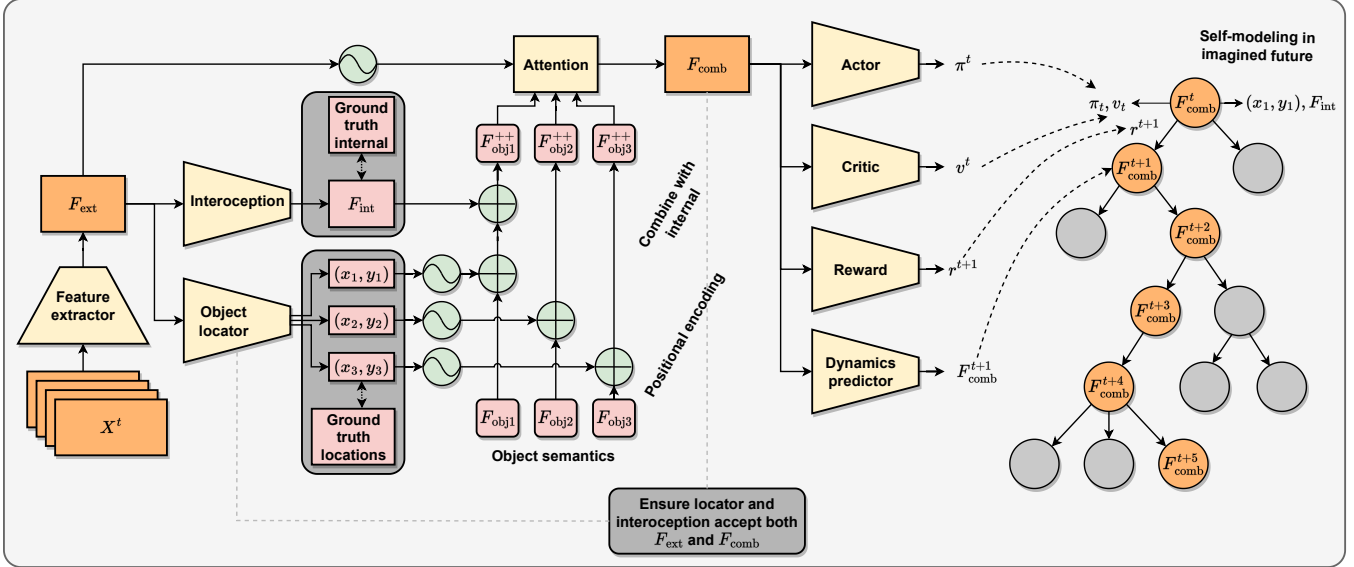 Self-modeling in
imagined future
F_comb
Attention
Actor
π^t
F^t_comb
π_t, v_t
(x_1, y_1), F_int
r^{t+1}
Ground
truth
internal
F^{++}_obj1
F^{++}_obj2
F^{++}_obj3
Critic
v^t
F^{t+1}_comb
F_ext
Interoception
F_int
Combine with
internal
F^{t+2}_comb
Feature
extractor
Object
locator
(x_1, y_1)
(x_2, y_2)
(x_3, y_3)
Positional encoding
Reward
r^{t+1}
F^{t+3}_comb
Dynamics
predictor
F^{t+1}_comb
F^{t+4}_comb
X^t
Ground
truth
locations
F_obj1
F_obj2
F_obj3
Object semantics
F^{t+5}_comb
Ensure locator and
interoception accept both
F_ext and F_comb